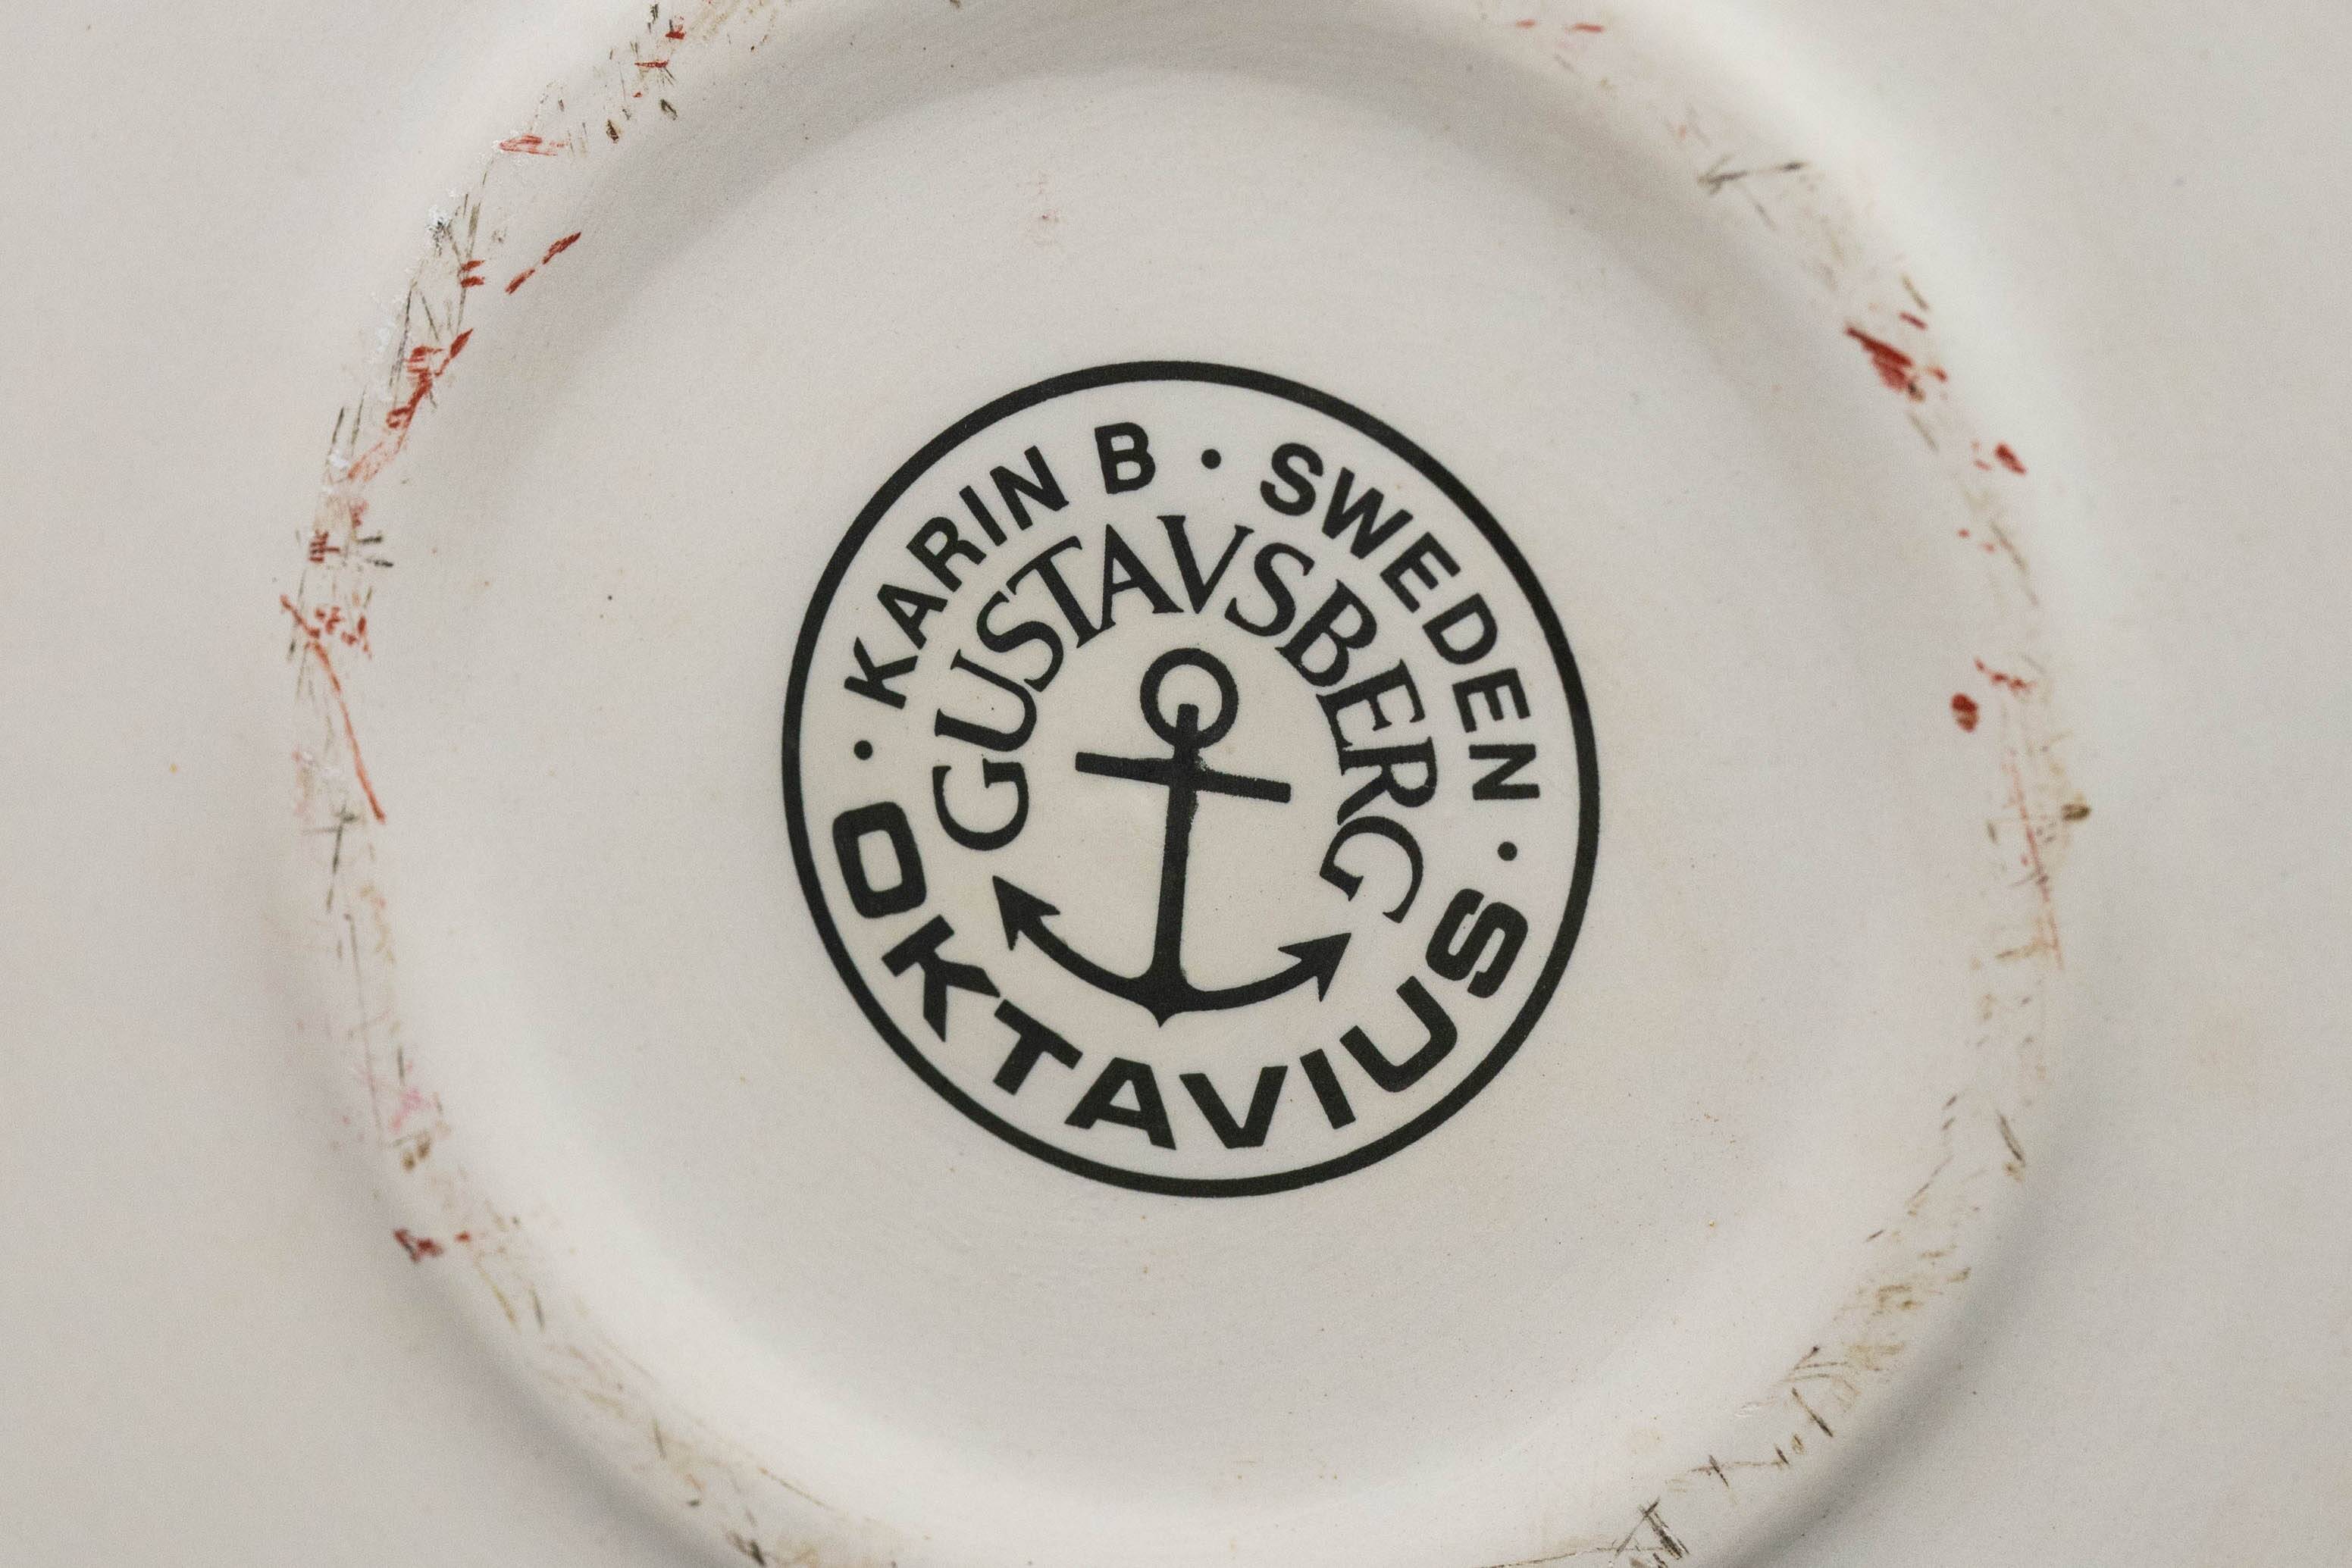 · KARIN B · SWEDEN ·
GUSTAVSBERG
OKTAVIUS